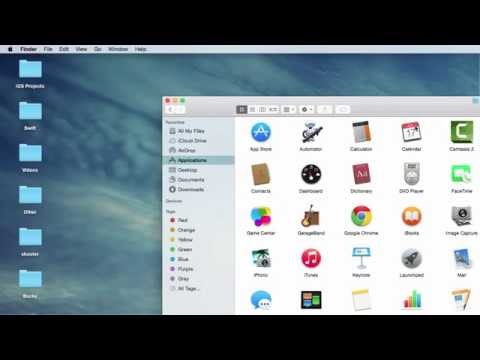 Finder File Edit View Go Window Help
iOS Projects
Swift
Videos
Other
shooter
Bucky
Favorites
All My Files
iCloud Drive
AirDrop
Applications
Desktop
Documents
Downloads
Devices
Tags
Red
Orange
Yellow
Green
Blue
Purple
Gray
All Tags...
App Store Automator Calculator Calendar Camtasia 2
Contacts Dashboard Dictionary DVD Player FaceTime
Game Center GarageBand Google Chrome iBooks Image Capture
iPhoto iTunes Keynote Launchpad Mail